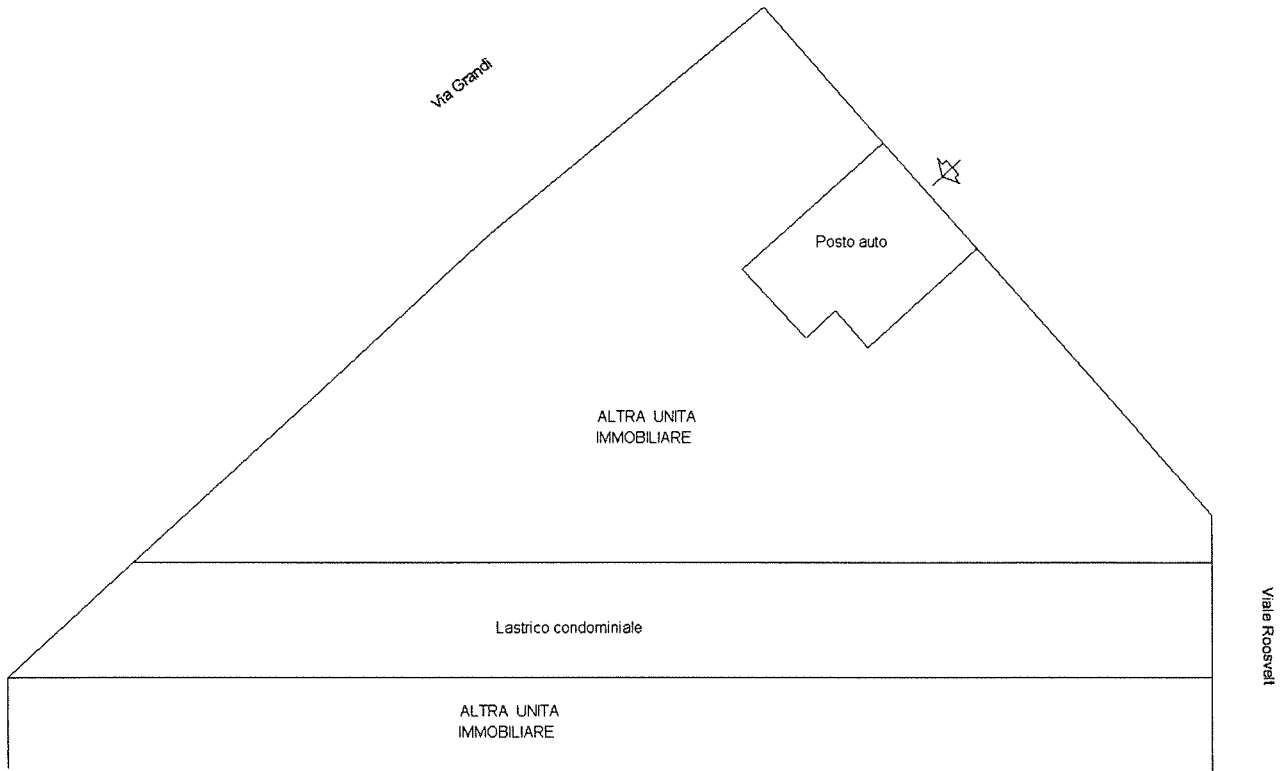 Via Grandi
Posto auto
ALTRA UNITA
IMMOBILIARE
Lastrico condominiale
Viale Roosvelt
ALTRA UNITA
IMMOBILIARE